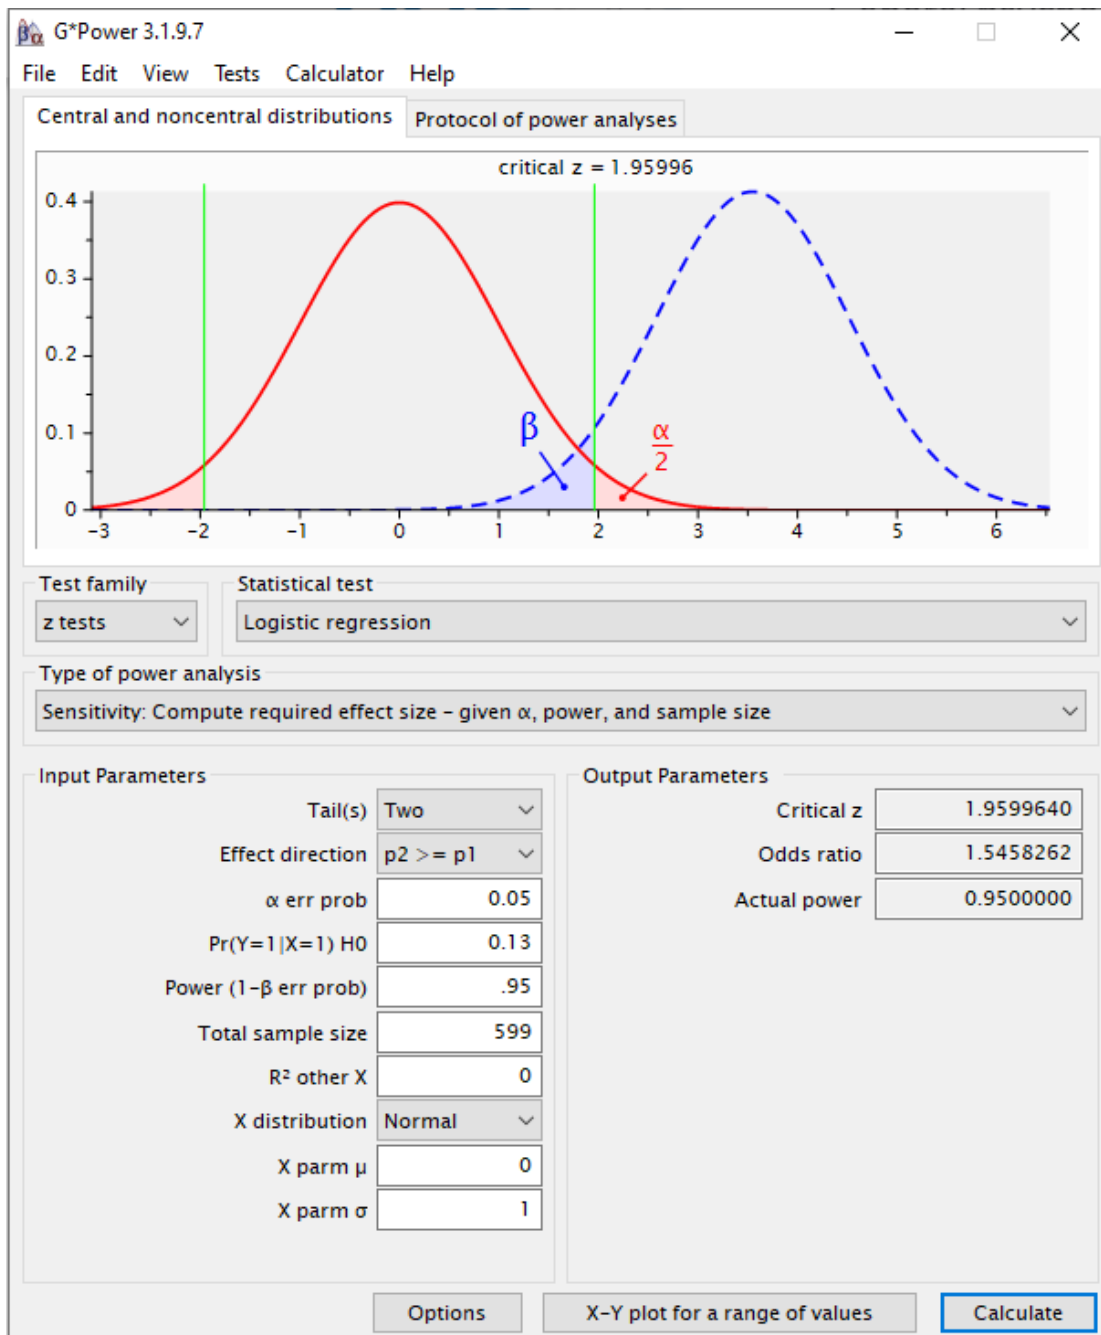 G*Power 3.1.9.7
File Edit View Tests Calculator Help
Central and noncentral distributions Protocol of power analyses
critical z = 1.95996
0.4
0.3
0.2
0.1
0
β
α
2
-3 -2 -1 0 1 2 3 4 5 6
Test family Statistical test
z tests Logistic regression
Type of power analysis
Sensitivity: Compute required effect size - given α, power, and sample size
Input Parameters Output Parameters
Tail(s) Two Critical z 1.9599640
Effect direction p2 >= p1 Odds ratio 1.5458262
α err prob 0.05 Actual power 0.9500000
Pr(Y=1|X=1) H0 0.13
Power (1-β err prob) .95
Total sample size 599
R² other X 0
X distribution Normal
X parm μ 0
X parm σ 1
Options X-Y plot for a range of values Calculate